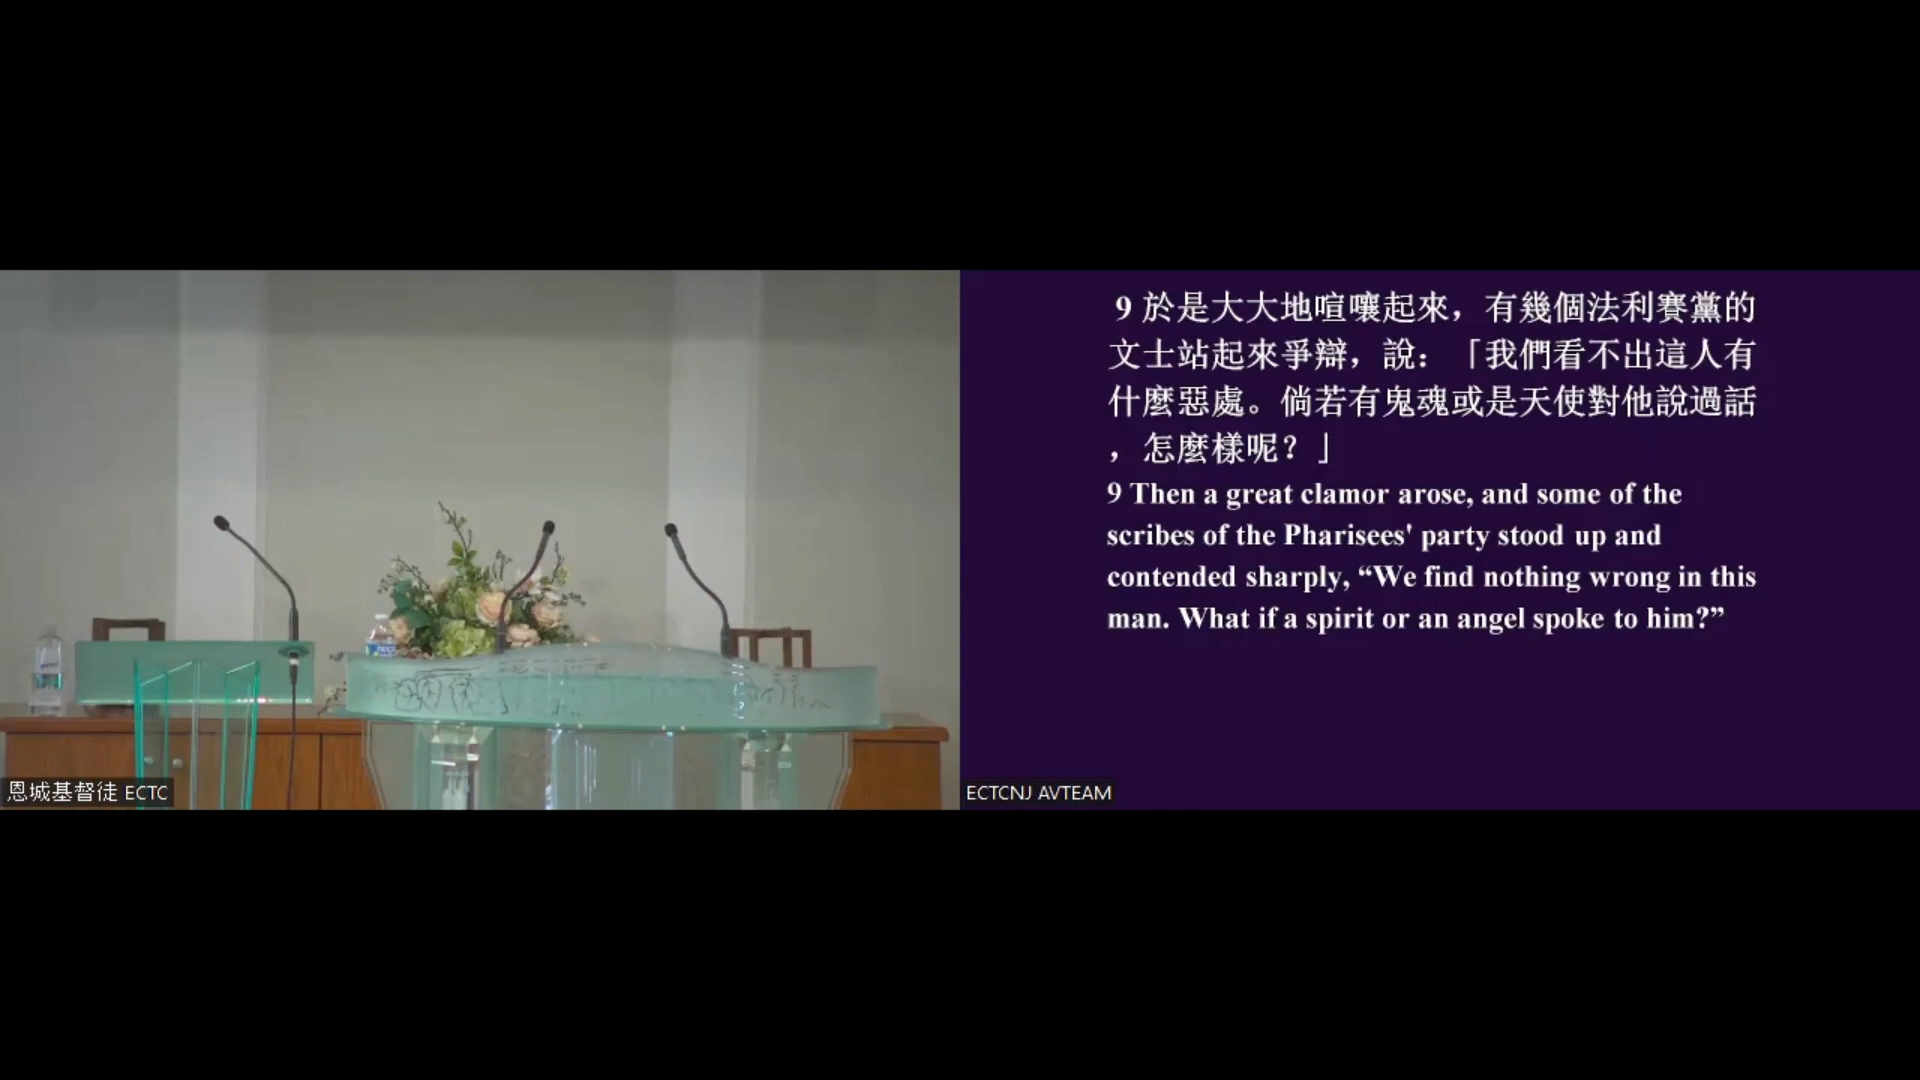 9 於是大大地喧嚷起來，有幾個法利賽黨的
文士站起來爭辯，說：「我們看不出這人有
什麼惡處。倘若有鬼魂或是天使對他說過話
，怎麼樣呢？」
9 Then a great clamor arose, and some of the
scribes of the Pharisees' party stood up and
contended sharply, “We find nothing wrong in this
man. What if a spirit or an angel spoke to him?”
恩城基督徒 ECTC
ECTCNJ AVTEAM